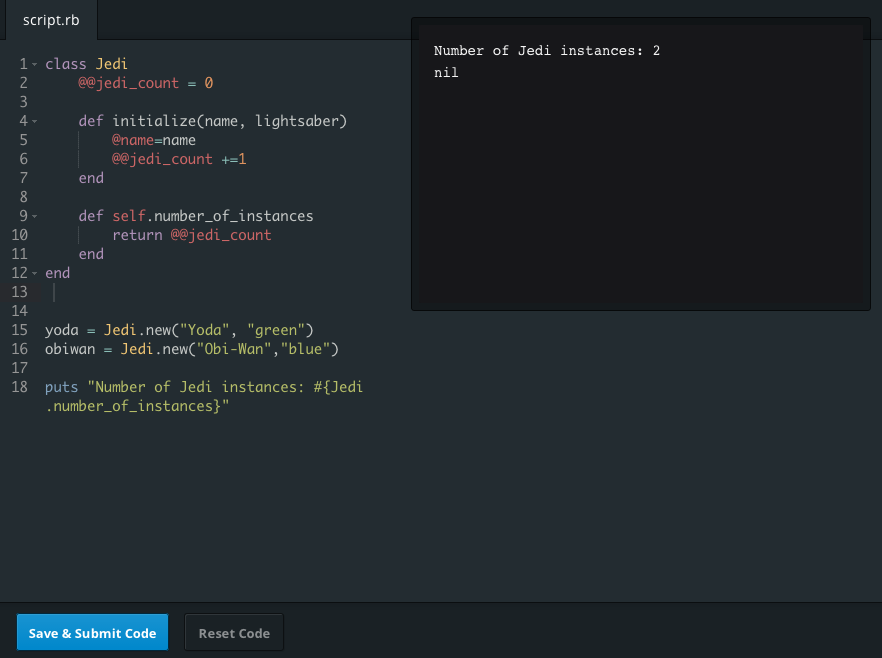 script.rb
1 class Jedi
2 @@jedi_count = 0
3
4 def initialize(name, lightsaber)
5 @name=name
6 @@jedi_count +=1
7 end
8
9 def self.number_of_instances
10 return @@jedi_count
11 end
12 end
13
14
15 yoda = Jedi.new("Yoda", "green")
16 obiwan = Jedi.new("Obi-Wan","blue")
17
18 puts "Number of Jedi instances: #{Jedi
.number_of_instances}"
Number of Jedi instances: 2
nil
Save & Submit Code
Reset Code